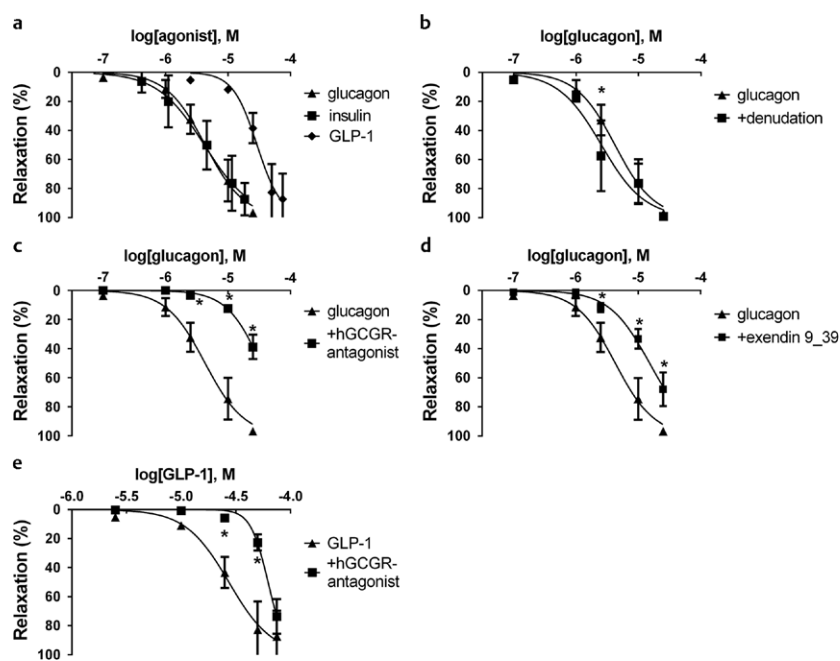 a
log[agonist], M
-7 -6 -5 -4
0
20
40
60
80
100
Relaxation (%)
glucagon
insulin
GLP-1
b
log[glucagon], M
-7 -6 -5 -4
0
20
40
60
80
100
Relaxation (%)
*
glucagon
+denudation
c
log[glucagon], M
-7 -6 -5 -4
0
20
40
60
80
100
Relaxation (%)
* * *
glucagon
+hGCGR-
antagonist
d
log[glucagon], M
-7 -6 -5 -4
0
20
40
60
80
100
Relaxation (%)
* * *
glucagon
+exendin 9_39
e
log[GLP-1], M
-6.0 -5.5 -5.0 -4.5 -4.0
0
20
40
60
80
100
Relaxation (%)
* *
GLP-1
+hGCGR-
antagonist